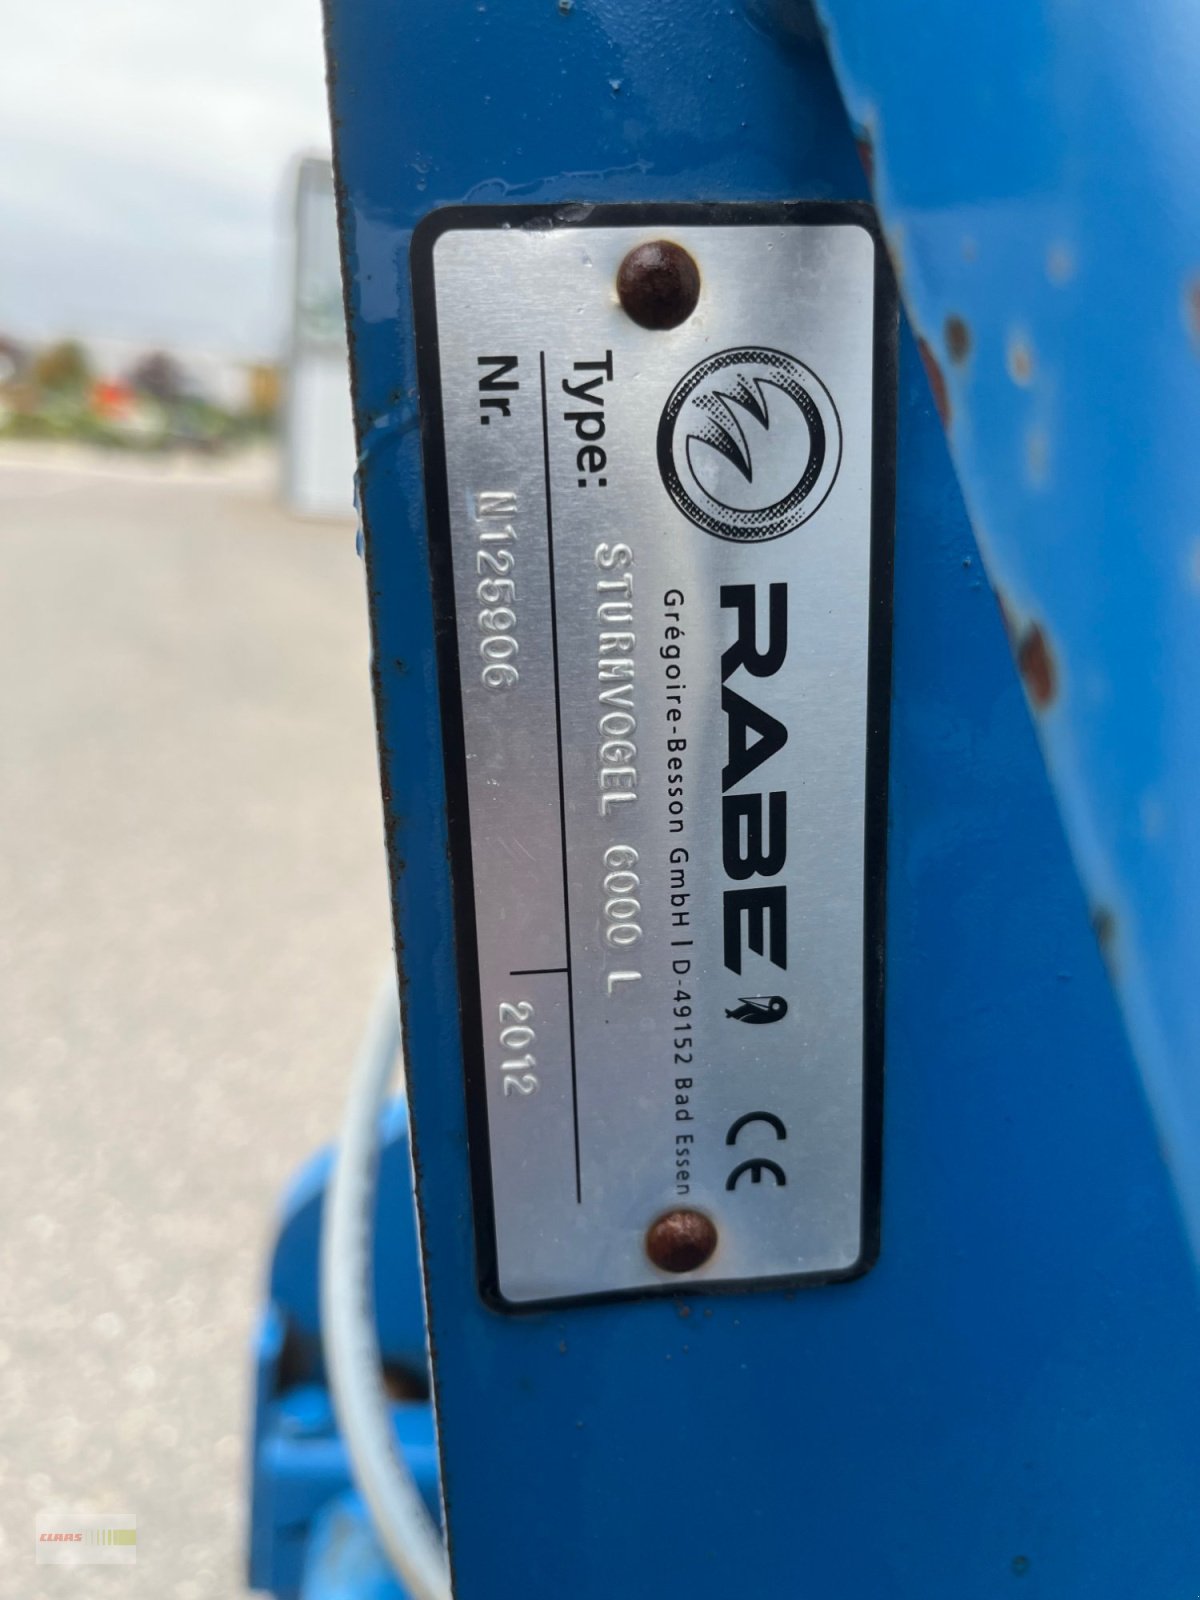 RABE CE
Grégoire-Besson GmbH I D-49152 Bad Essen
Type: STURMVOGEL 6000 L
Nr. N125906 2012
CLAAS